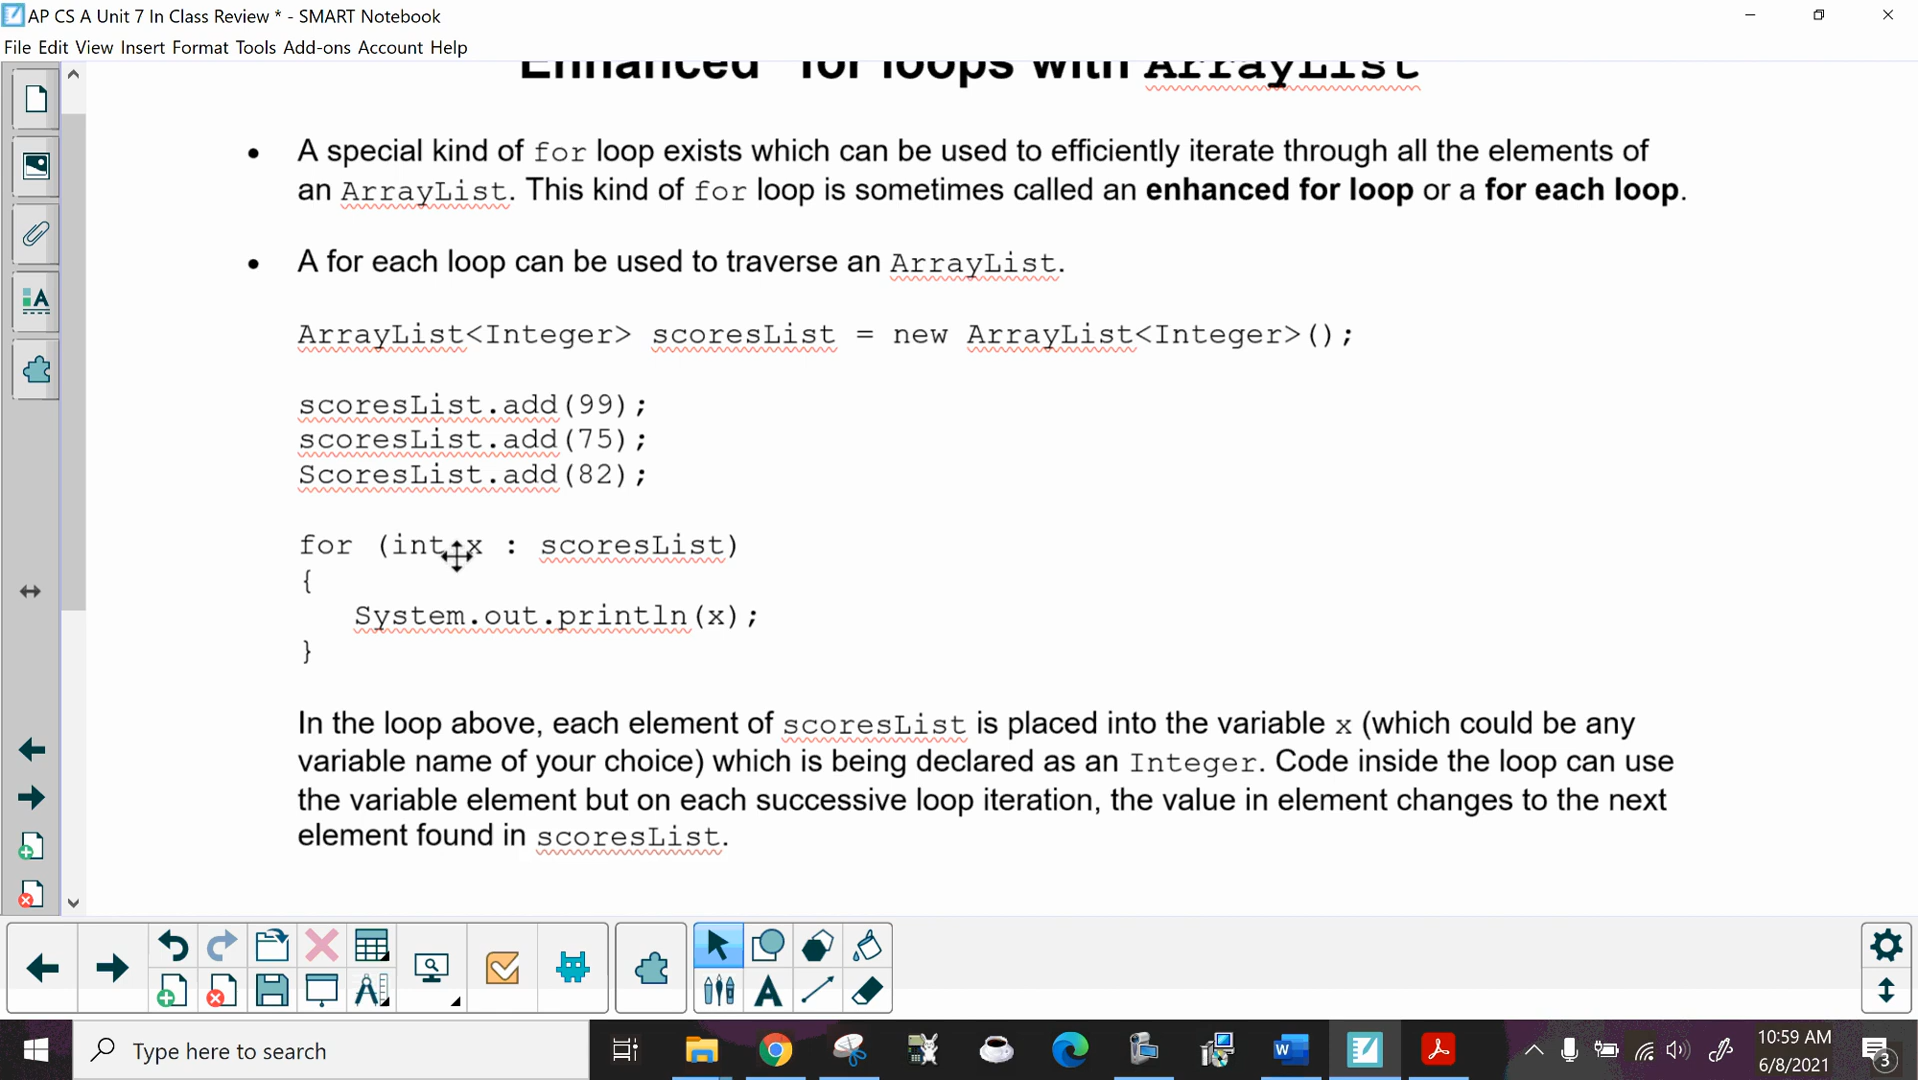 AP CS A Unit 7 In Class Review * - SMART Notebook
File Edit View Insert Format Tools Add-ons Account Help
"Enhanced" for loops with ArrayList
• A special kind of for loop exists which can be used to efficiently iterate through all the elements of
an ArrayList. This kind of for loop is sometimes called an enhanced for loop or a for each loop.
• A for each loop can be used to traverse an ArrayList.
ArrayList<Integer> scoresList = new ArrayList<Integer>();
scoresList.add(99);
scoresList.add(75);
ScoresList.add(82);
for (int x : scoresList)
{
System.out.println(x);
}
In the loop above, each element of scoresList is placed into the variable x (which could be any
variable name of your choice) which is being declared as an Integer. Code inside the loop can use
the variable element but on each successive loop iteration, the value in element changes to the next
element found in scoresList.
Type here to search
10:59 AM
6/8/2021
3